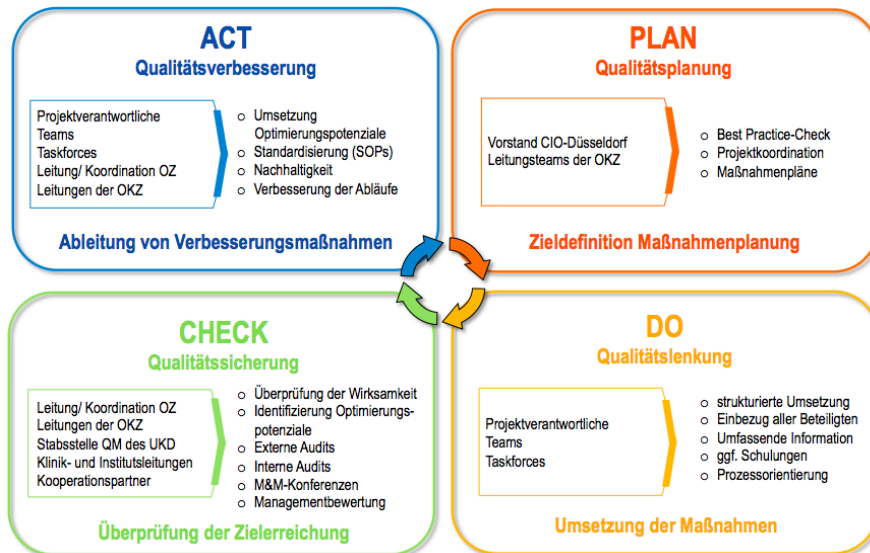 ACT
Qualitätsverbesserung
Projektverantwortliche
Teams
Taskforces
Leitung/ Koordination OZ
Leitungen der OKZ
o Umsetzung
Optimierungspotenziale
o Standardisierung (SOPs)
o Nachhaltigkeit
o Verbesserung der Abläufe
Ableitung von Verbesserungsmaßnahmen
PLAN
Qualitätsplanung
Vorstand CIO-Düsseldorf
Leitungsteams der OKZ
o Best Practice-Check
o Projektkoordination
o Maßnahmenpläne
Zieldefinition Maßnahmenplanung
CHECK
Qualitätssicherung
Leitung/ Koordination OZ
Leitungen der OKZ
Stabsstelle QM des UKD
Klinik- und Institutsleitungen
Kooperationspartner
o Überprüfung der Wirksamkeit
o Identifizierung Optimierungs-
potenziale
o Externe Audits
o Interne Audits
o M&M-Konferenzen
o Managementbewertung
Überprüfung der Zielerreichung
DO
Qualitätslenkung
Projektverantwortliche
Teams
Taskforces
o strukturierte Umsetzung
o Einbezug aller Beteiligten
o Umfassende Information
o ggf. Schulungen
o Prozessorientierung
Umsetzung der Maßnahmen